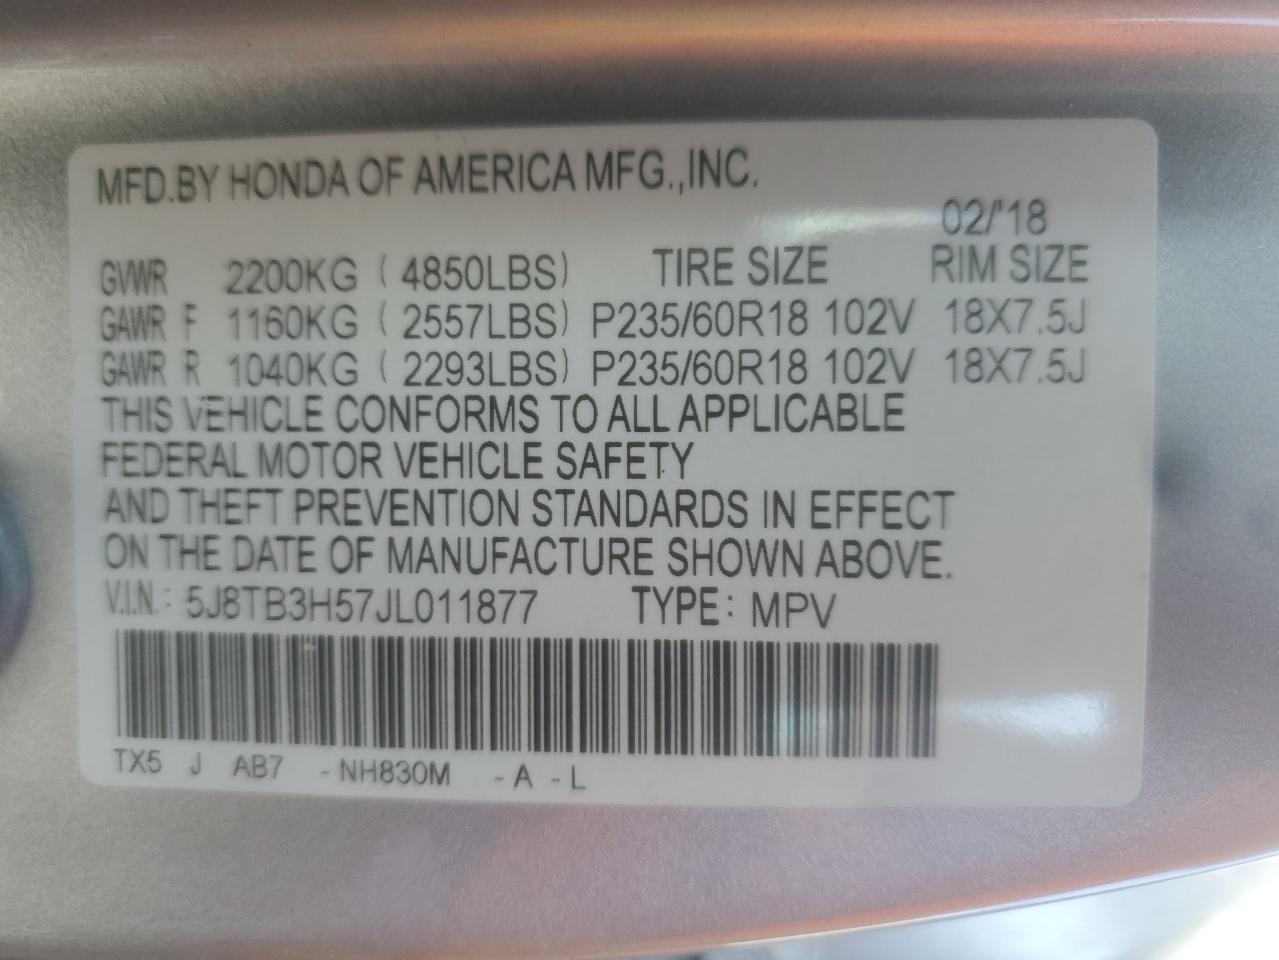 MFD.BY HONDA OF AMERICA MFG.,INC.
02/'18
GVWR 2200KG ( 4850LBS) TIRE SIZE RIM SIZE
GAWR F 1160KG ( 2557LBS) P235/60R18 102V 18X7.5J
GAWR R 1040KG ( 2293LBS) P235/60R18 102V 18X7.5J
THIS VEHICLE CONFORMS TO ALL APPLICABLE
FEDERAL MOTOR VEHICLE SAFETY
AND THEFT PREVENTION STANDARDS IN EFFECT
ON THE DATE OF MANUFACTURE SHOWN ABOVE.
V.I.N.: 5J8TB3H57JL011877 TYPE: MPV
TX5 J AB7 -NH830M -A -L